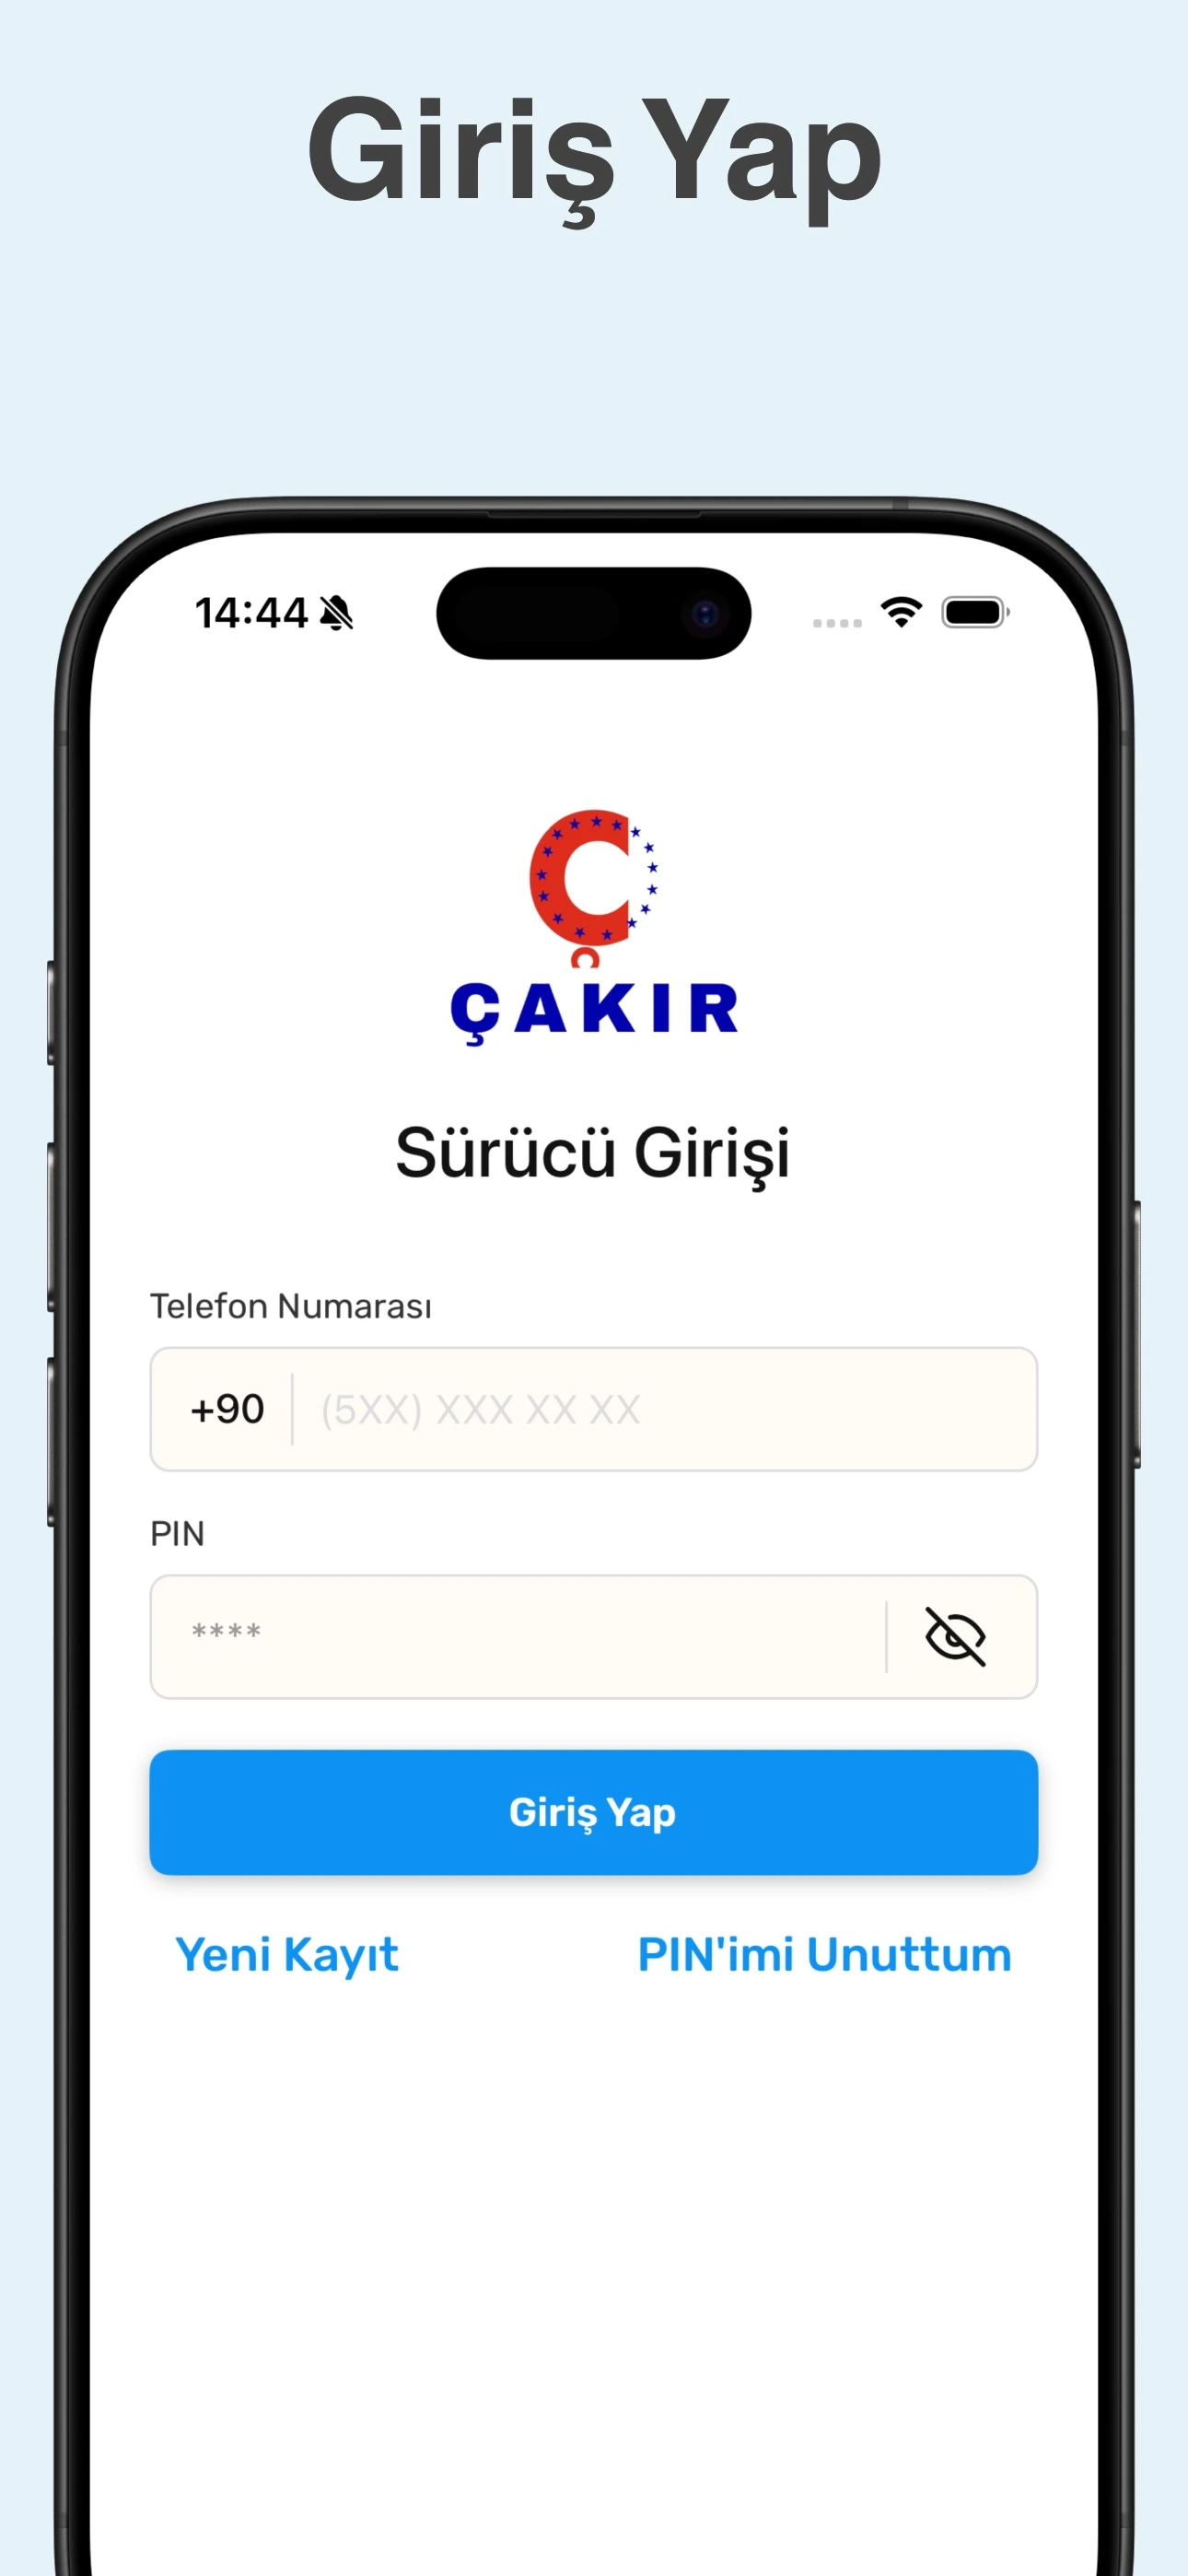 Giriş Yap
14:44
Ç
ÇAKIR
Sürücü Girişi
Telefon Numarası
+90 (5XX) XXX XX XX
PIN
****
Giriş Yap
Yeni Kayıt PIN'imi Unuttum